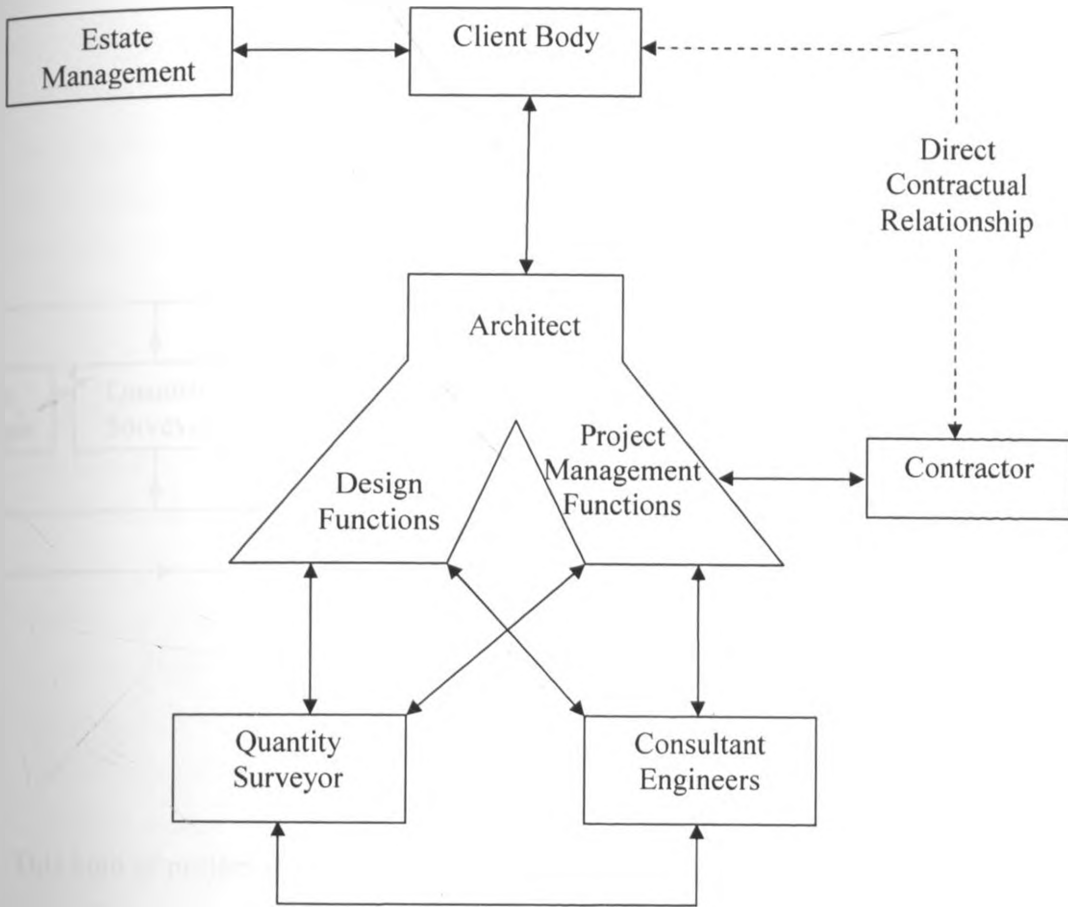 Estate
Management
Client Body
Direct
Contractual
Relationship
Architect
Project
Management
Functions
Design
Functions
Contractor
Quantity
Surveyor
Consultant
Engineers